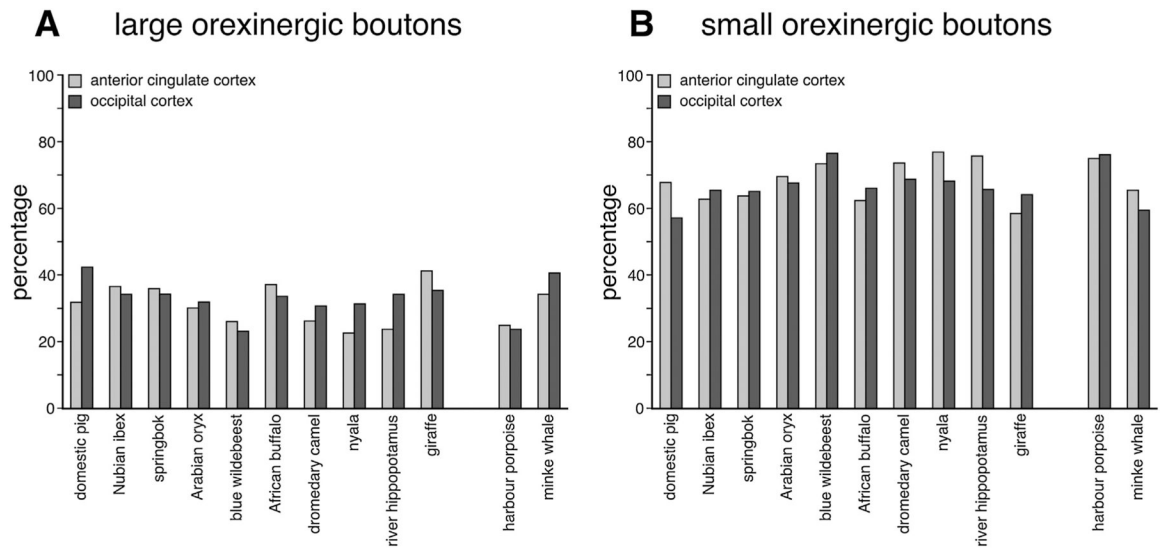 A large orexinergic boutons
100
80
60
40
20
0
percentage
anterior cingulate cortex
occipital cortex
domestic pig
Nubian ibex
springbok
Arabian oryx
blue wildebeest
African buffalo
dromedary camel
nyala
river hippopotamus
giraffe
harbour porpoise
minke whale
B small orexinergic boutons
100
80
60
40
20
0
percentage
anterior cingulate cortex
occipital cortex
domestic pig
Nubian ibex
springbok
Arabian oryx
blue wildebeest
African buffalo
dromedary camel
nyala
river hippopotamus
giraffe
harbour porpoise
minke whale